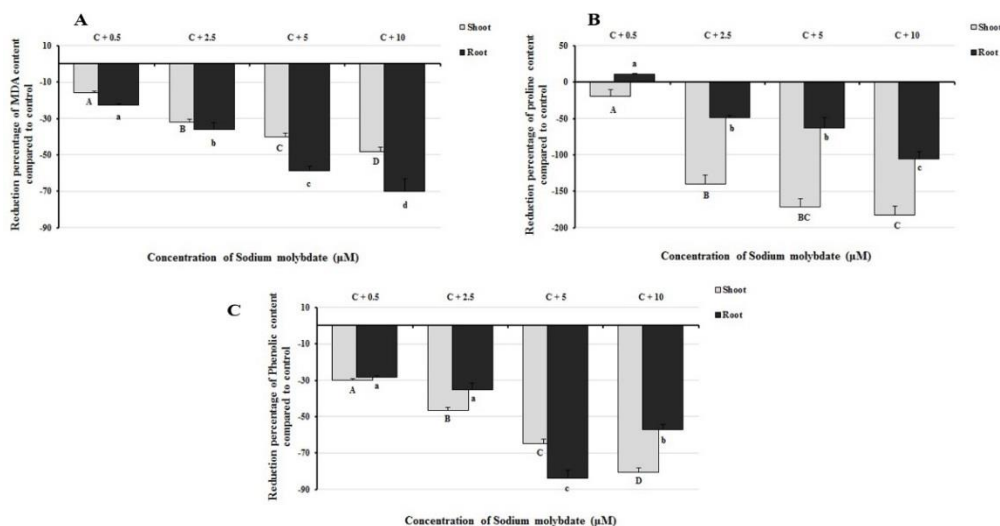 A
Shoot
Root
C + 0.5 C + 2.5 C + 5 C + 10
10
-10
-30
-50
-70
-90
Reduction percentage of MDA content
compared to control
A a B b C c D d
Concentration of Sodium molybdate (µM)
B
Shoot
Root
C + 0.5 C + 2.5 C + 5 C + 10
50
0
-50
-100
-150
-200
Reduction percentage of proline content
compared to control
A a B b BC b C c
Concentration of Sodium molybdate (µM)
C
Shoot
Root
C + 0.5 C + 2.5 C + 5 C + 10
10
-10
-30
-50
-70
-90
Reduction percentage of Phenolic content
compared to control
A a B a C c D b
Concentration of Sodium molybdate (µM)